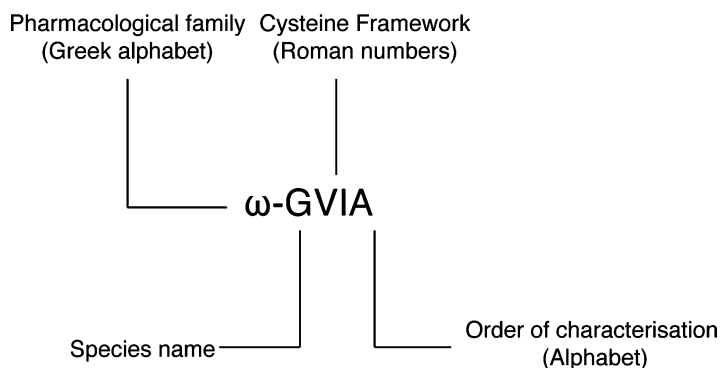 Pharmacological family
(Greek alphabet)
Cysteine Framework
(Roman numbers)
ω-GVIA
Species name
Order of characterisation
(Alphabet)